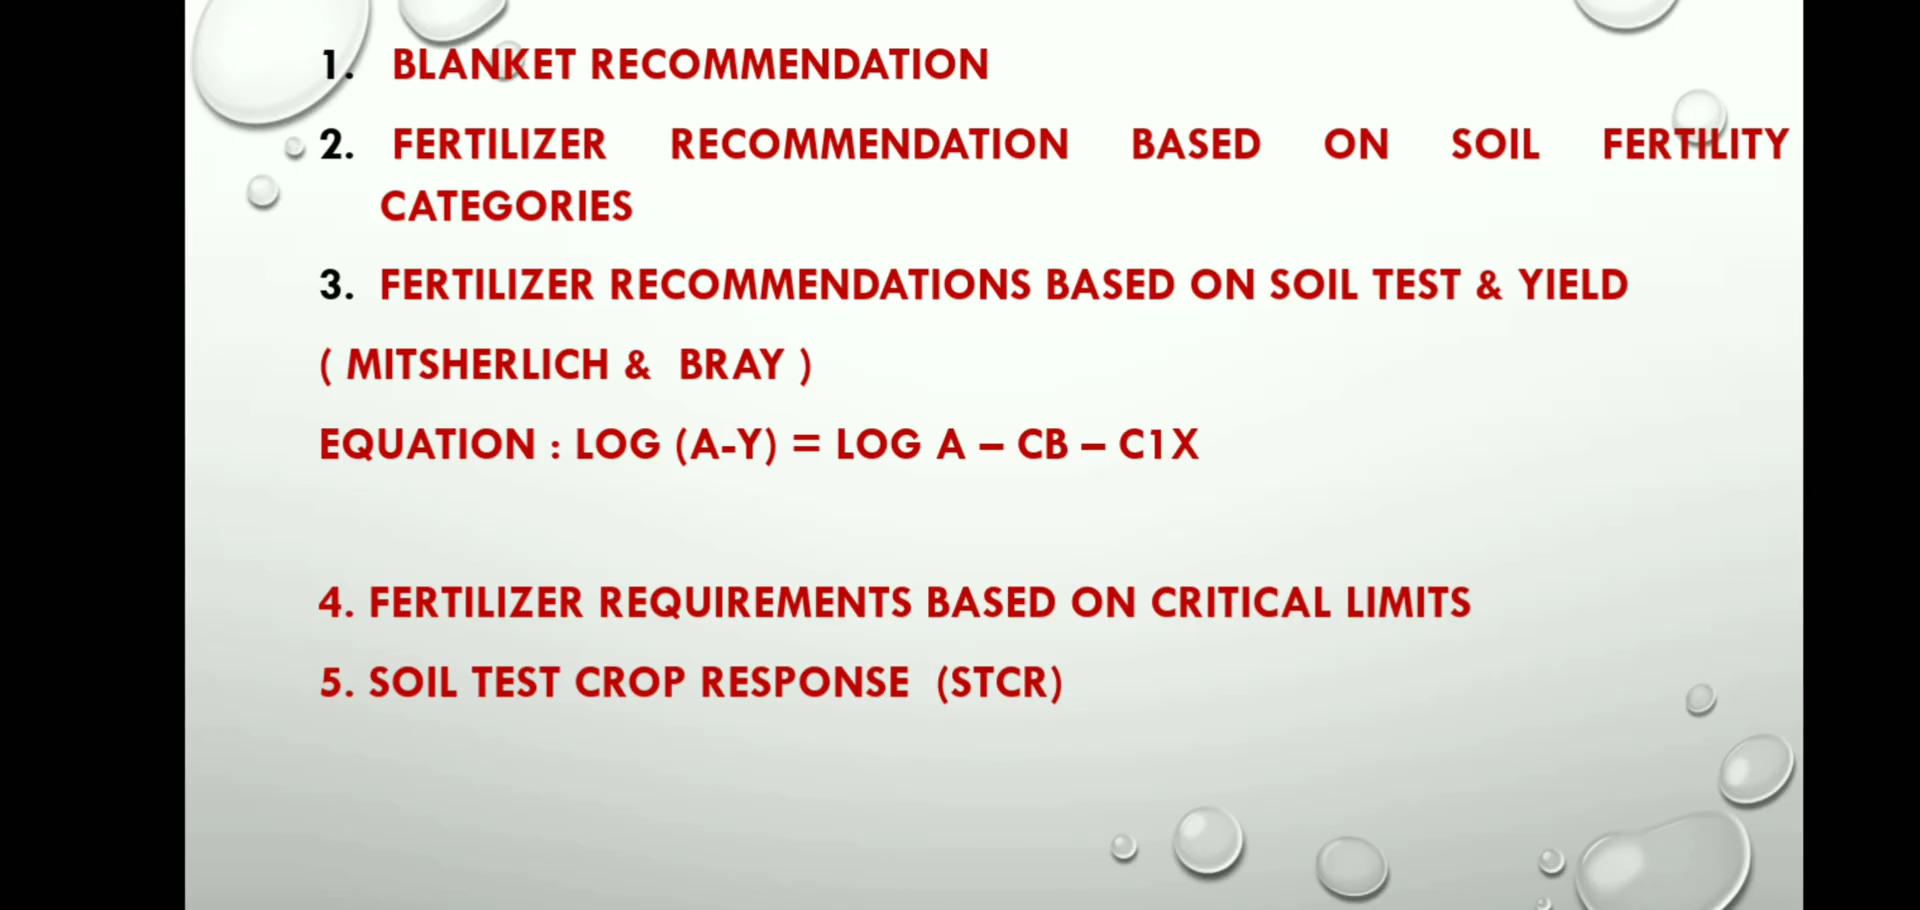 1. BLANKET RECOMMENDATION
2. FERTILIZER RECOMMENDATION BASED ON SOIL FERTILITY
CATEGORIES
3. FERTILIZER RECOMMENDATIONS BASED ON SOIL TEST & YIELD
( MITSHERLICH & BRAY )
EQUATION : LOG (A-Y) = LOG A – CB – C1X
4. FERTILIZER REQUIREMENTS BASED ON CRITICAL LIMITS
5. SOIL TEST CROP RESPONSE (STCR)